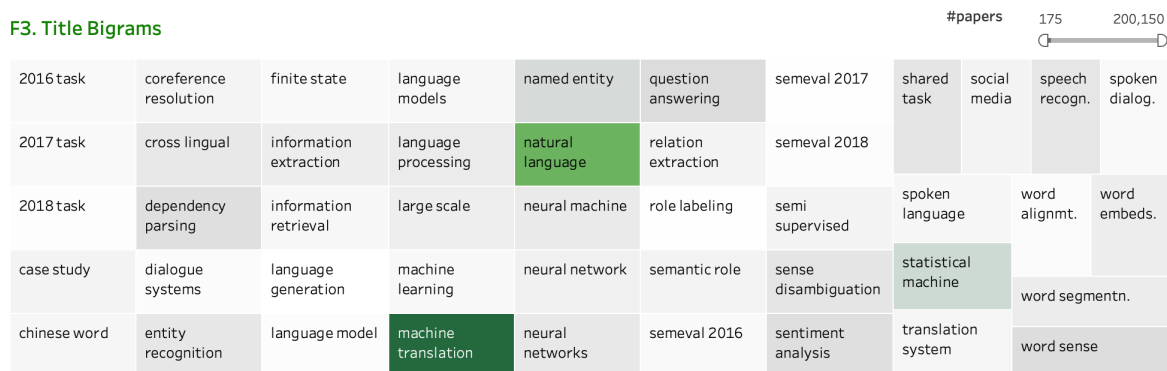 F3. Title Bigrams
#papers
175 200,150
2016 task
coreference
resolution
finite state
language
models
named entity
question
answering
semeval 2017
shared
task
social
media
speech
recogn.
spoken
dialog.
2017 task
cross lingual
information
extraction
language
processing
natural
language
relation
extraction
semeval 2018
2018 task
dependency
parsing
information
retrieval
large scale
neural machine
role labeling
semi
supervised
spoken
language
word
alignmt.
word
embeds.
case study
dialogue
systems
language
generation
machine
learning
neural network
semantic role
sense
disambiguation
statistical
machine
word segmentn.
chinese word
entity
recognition
language model
machine
translation
neural
networks
semeval 2016
sentiment
analysis
translation
system
word sense